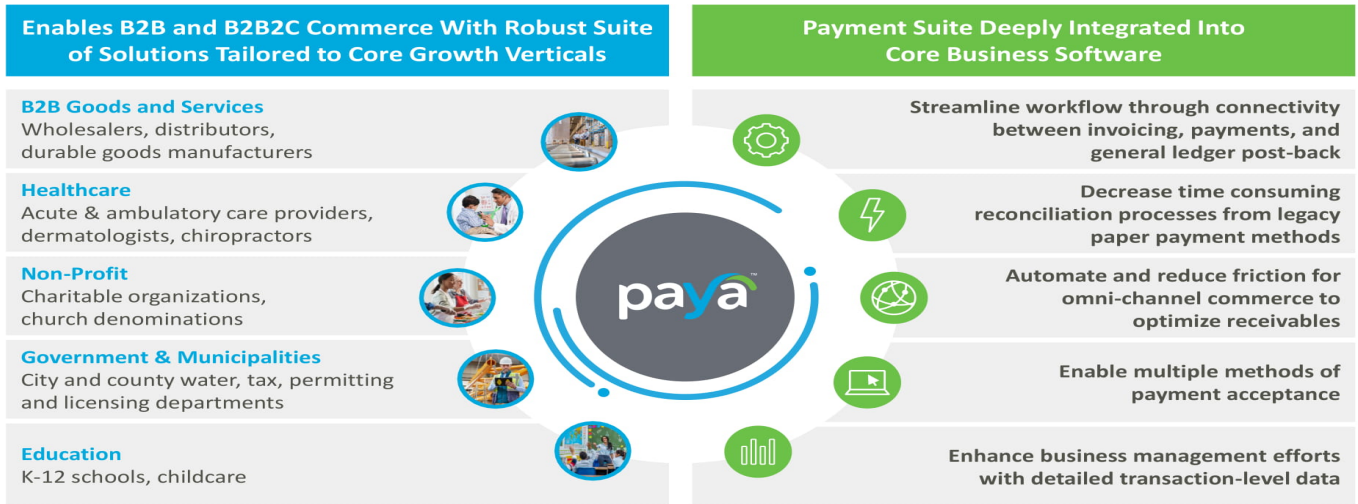 Enables B2B and B2B2C Commerce With Robust Suite
of Solutions Tailored to Core Growth Verticals
B2B Goods and Services
Wholesalers, distributors,
durable goods manufacturers
Healthcare
Acute & ambulatory care providers,
dermatologists, chiropractors
Non-Profit
Charitable organizations,
church denominations
Government & Municipalities
City and county water, tax, permitting
and licensing departments
Education
K-12 schools, childcare
paya™
Payment Suite Deeply Integrated Into
Core Business Software
Streamline workflow through connectivity
between invoicing, payments, and
general ledger post-back
Decrease time consuming
reconciliation processes from legacy
paper payment methods
Automate and reduce friction for
omni-channel commerce to
optimize receivables
Enable multiple methods of
payment acceptance
Enhance business management efforts
with detailed transaction-level data